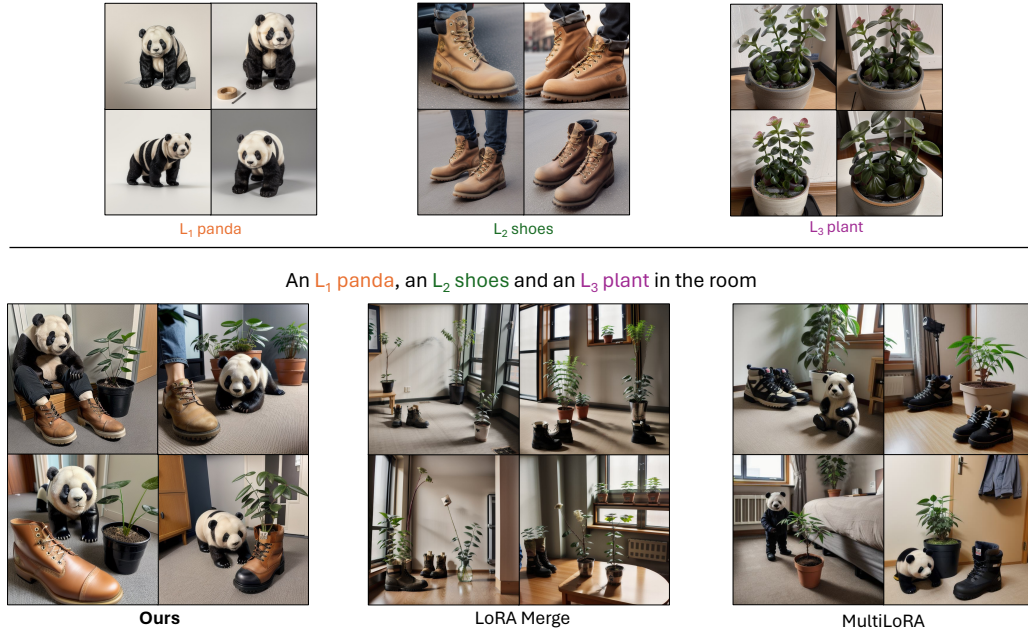 L₁ panda
L₂ shoes
L₃ plant
An L₁ panda, an L₂ shoes and an L₃ plant in the room
Ours
LoRA Merge
MultiLoRA